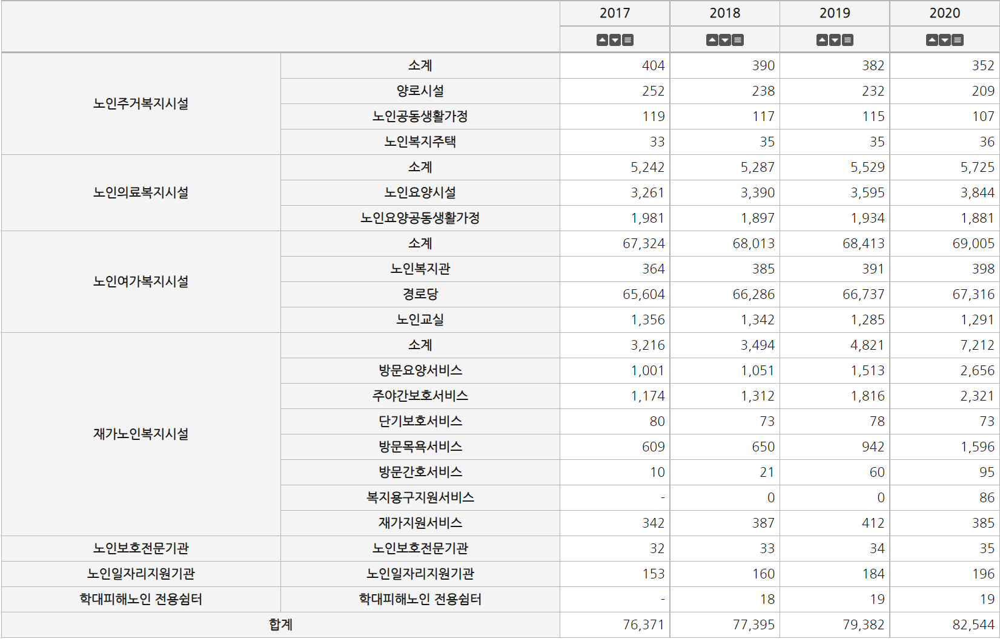 2017 2018 2019 2020
노인주거복지시설 소계 404 390 382 352
양로시설 252 238 232 209
노인공동생활가정 119 117 115 107
노인복지주택 33 35 35 36
노인의료복지시설 소계 5,242 5,287 5,529 5,725
노인요양시설 3,261 3,390 3,595 3,844
노인요양공동생활가정 1,981 1,897 1,934 1,881
노인여가복지시설 소계 67,324 68,013 68,413 69,005
노인복지관 364 385 391 398
경로당 65,604 66,286 66,737 67,316
노인교실 1,356 1,342 1,285 1,291
재가노인복지시설 소계 3,216 3,494 4,821 7,212
방문요양서비스 1,001 1,051 1,513 2,656
주야간보호서비스 1,174 1,312 1,816 2,321
단기보호서비스 80 73 78 73
방문목욕서비스 609 650 942 1,596
방문간호서비스 10 21 60 95
복지용구지원서비스 - 0 0 86
재가지원서비스 342 387 412 385
노인보호전문기관 노인보호전문기관 32 33 34 35
노인일자리지원기관 노인일자리지원기관 153 160 184 196
학대피해노인 전용쉼터 학대피해노인 전용쉼터 - 18 19 19
합계 76,371 77,395 79,382 82,544